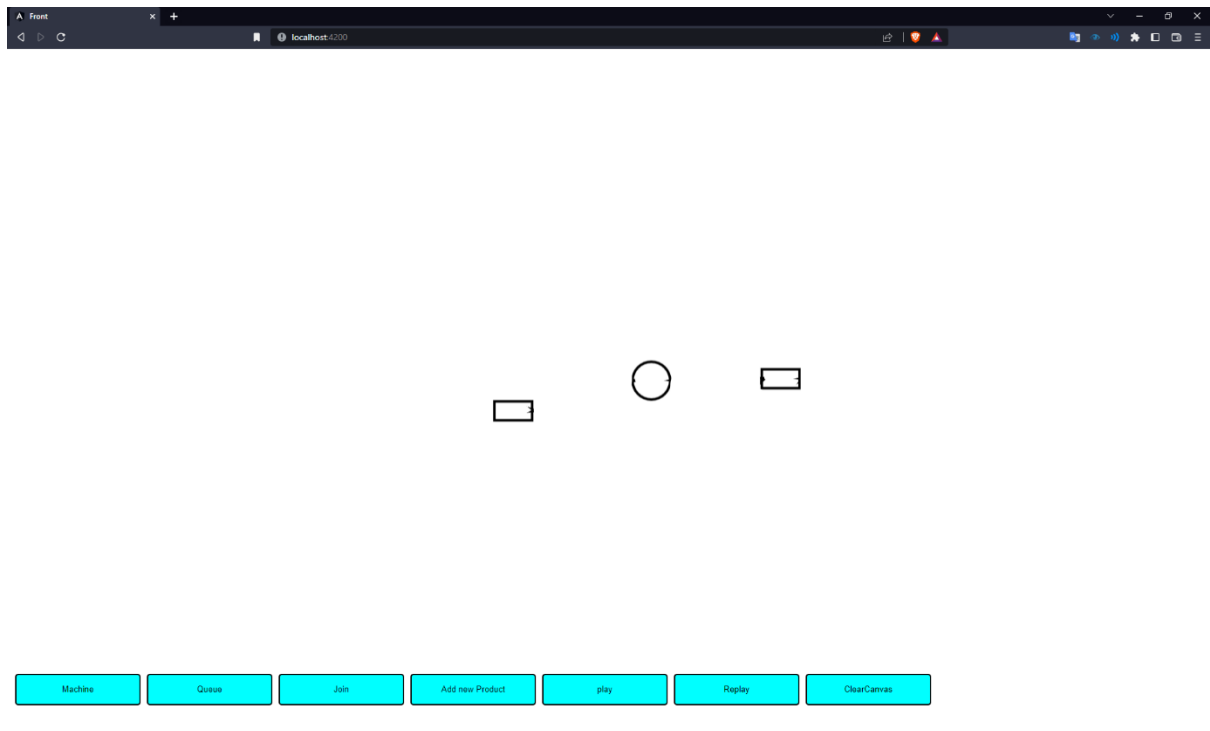 Front
localhost:4200
Machine
Queue
Join
Add new Product
play
Replay
ClearCanvas